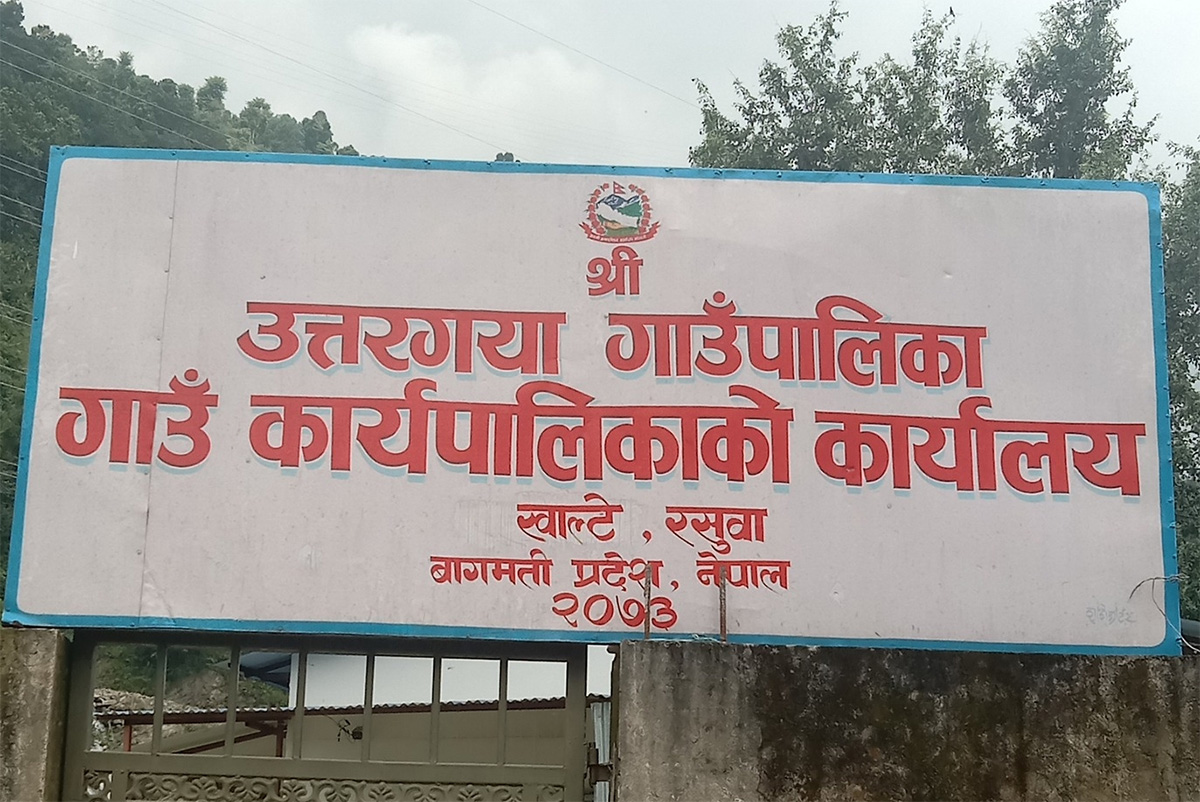 श्री
उत्तरगया गाउँपालिका
गाउँ कार्यपालिकाको कार्यालय
स्वाल्टे , रसुवा
बागमती प्रदेश, नेपाल
२०७३